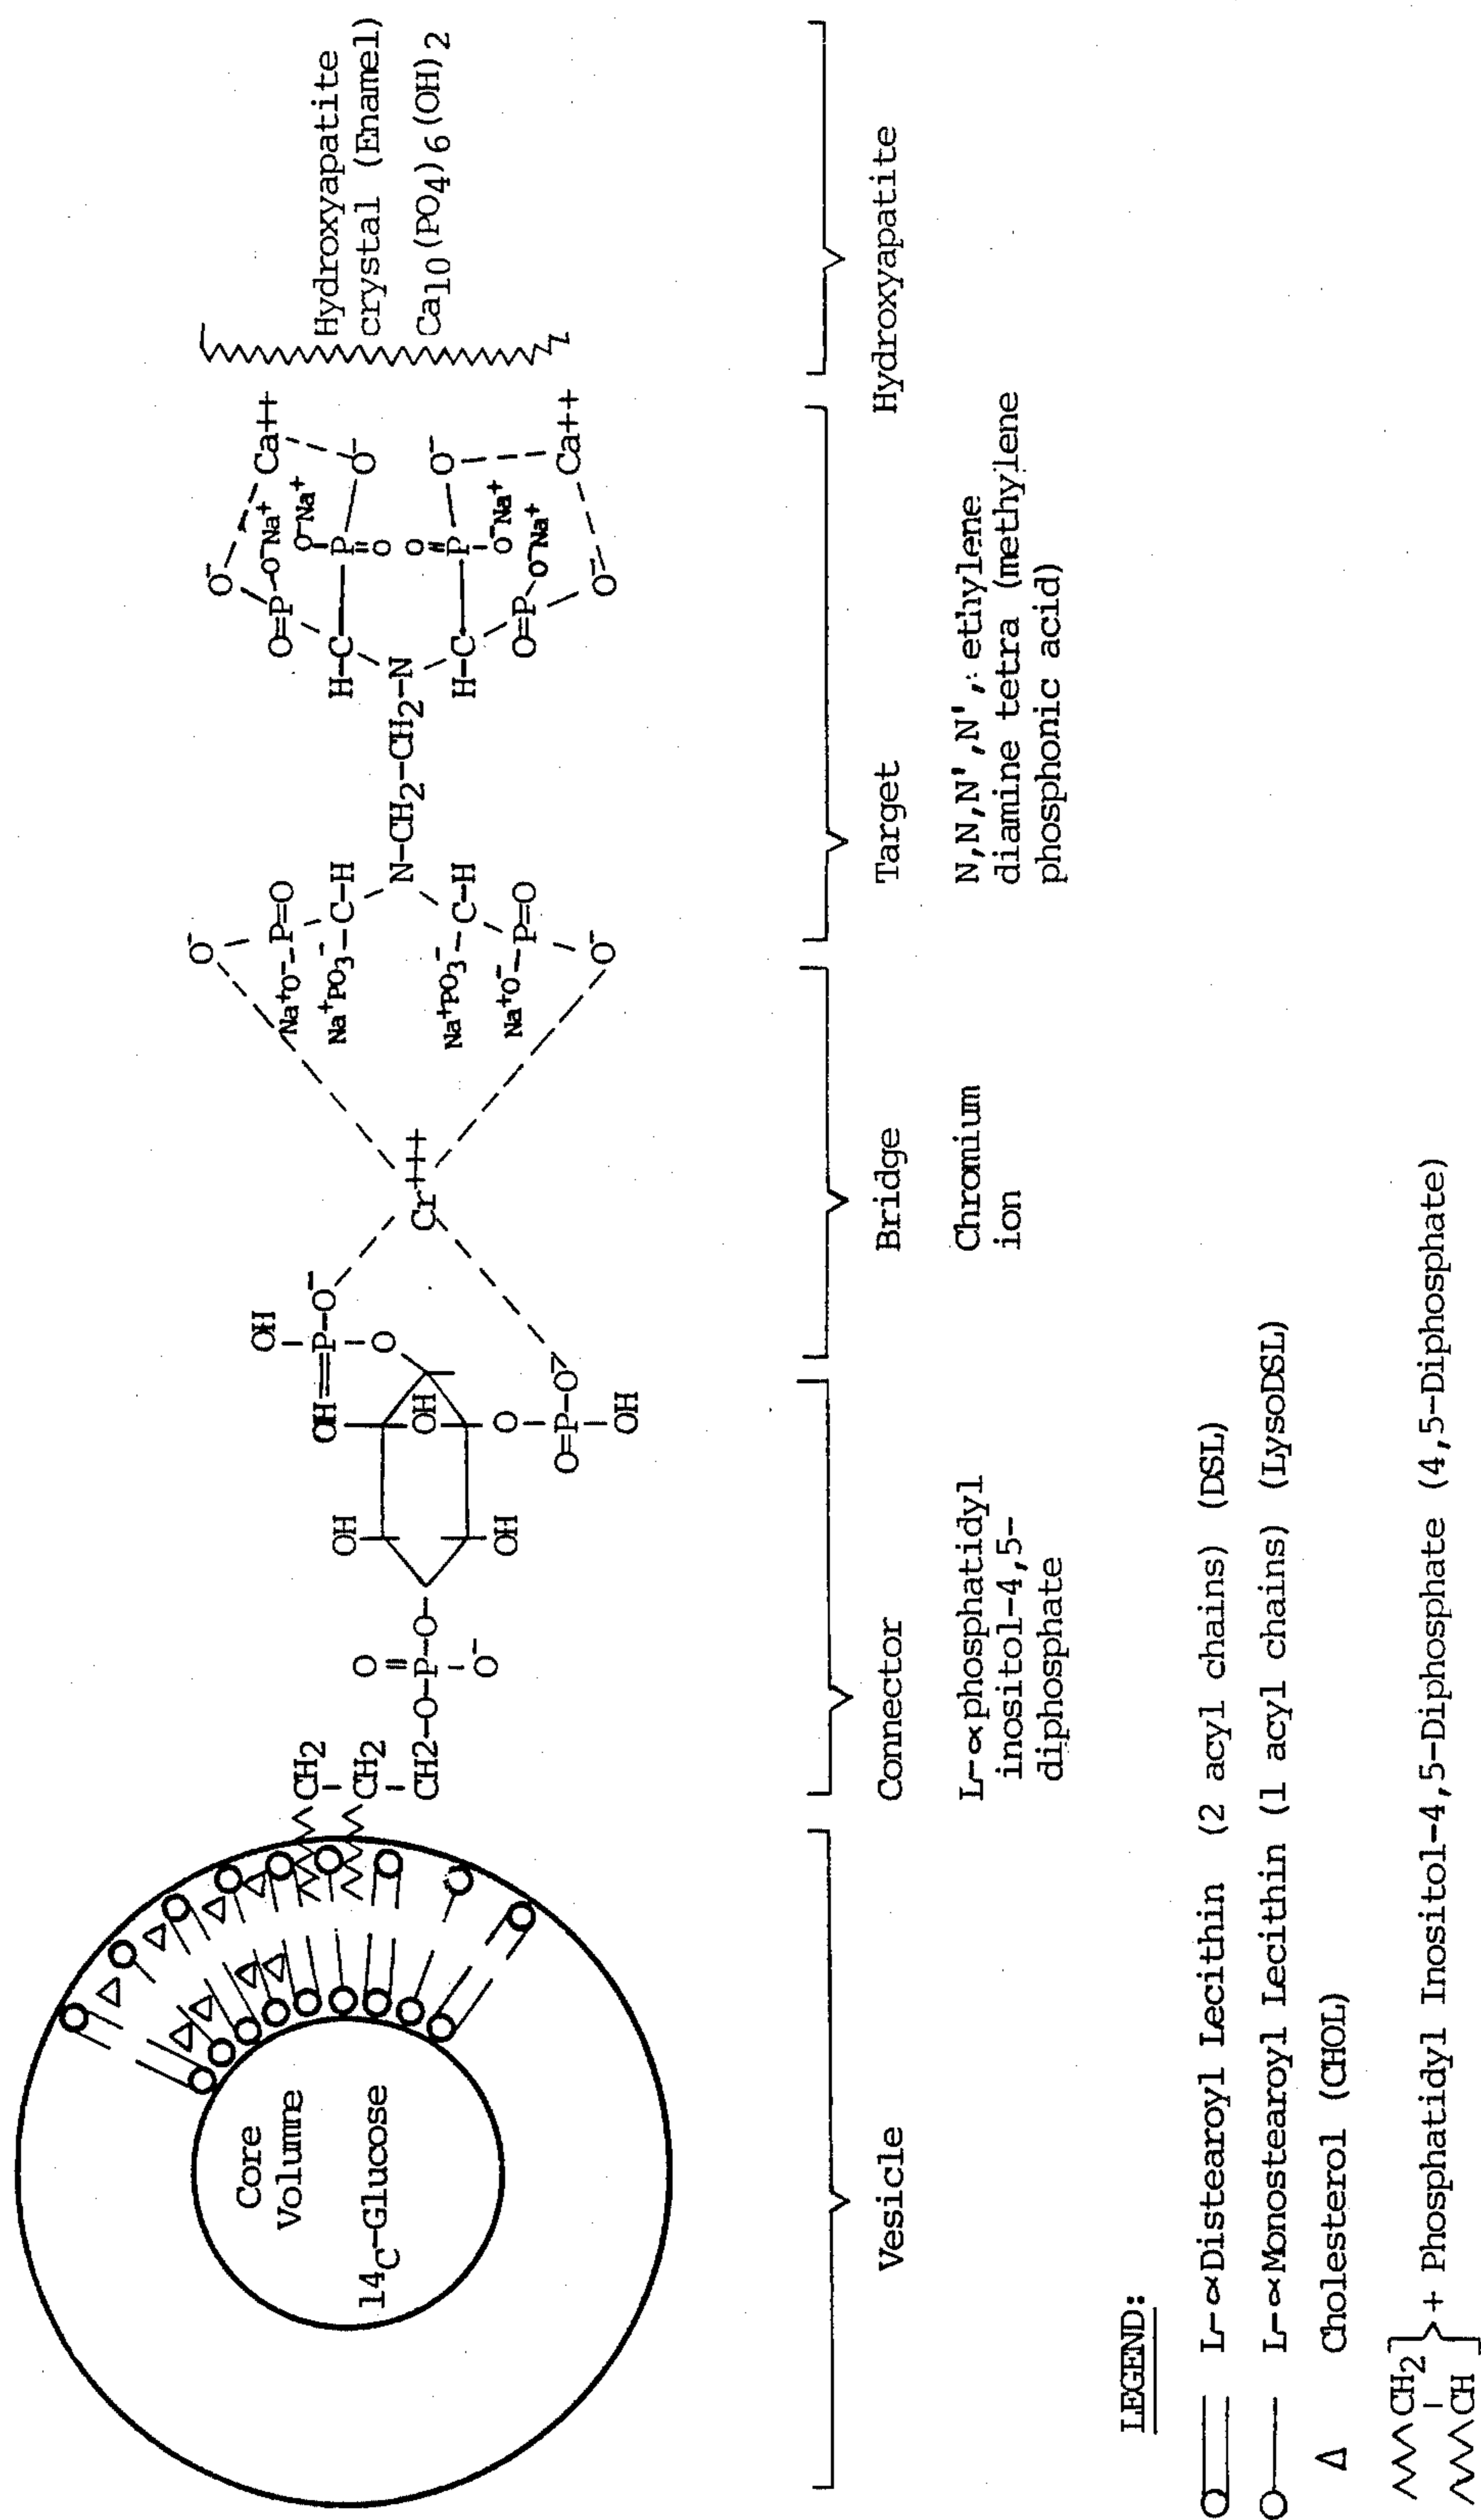 Core
Volume
14C-Glucose
CH2
CH2
CH2-O-P-O-
O
O-
OH
OH
OH
OH
OH
OH=P-O-
O
O
O=P-O-
OH
Cr+++
O-
Na+O--P=O
Na+PO3--C-H
N-CH2-CH2-N
Na+PO3--C-H
Na+O--P=O
O-
O-
O=P-O-Na+
O-Na+
H-C
P
O-
O
O
H-C
P
O-
O-Na+
O=P-O-Na+
O-
Ca++
Ca++
Hydroxyapatite
crystal (Enamel)
Ca10(PO4)6(OH)2
Vesicle
Connector
Bridge
Target
Hydroxyapatite
L-αphosphatidyl
inositol-4,5-
diphosphate
Chromium
ion
N,N,N',N', ethylene
diamine tetra (methylene
phosphonic acid)
LEGEND:
L-αDistearoyl Lecithin (2 acyl chains) (DSL)
L-αMonostearoyl Lecithin (1 acyl chains) (LysoDSL)
Δ Cholesterol (CHOL)
CH2
CH
+ Phosphatidyl Inositol-4,5-Diphosphate (4,5-Diphosphate)